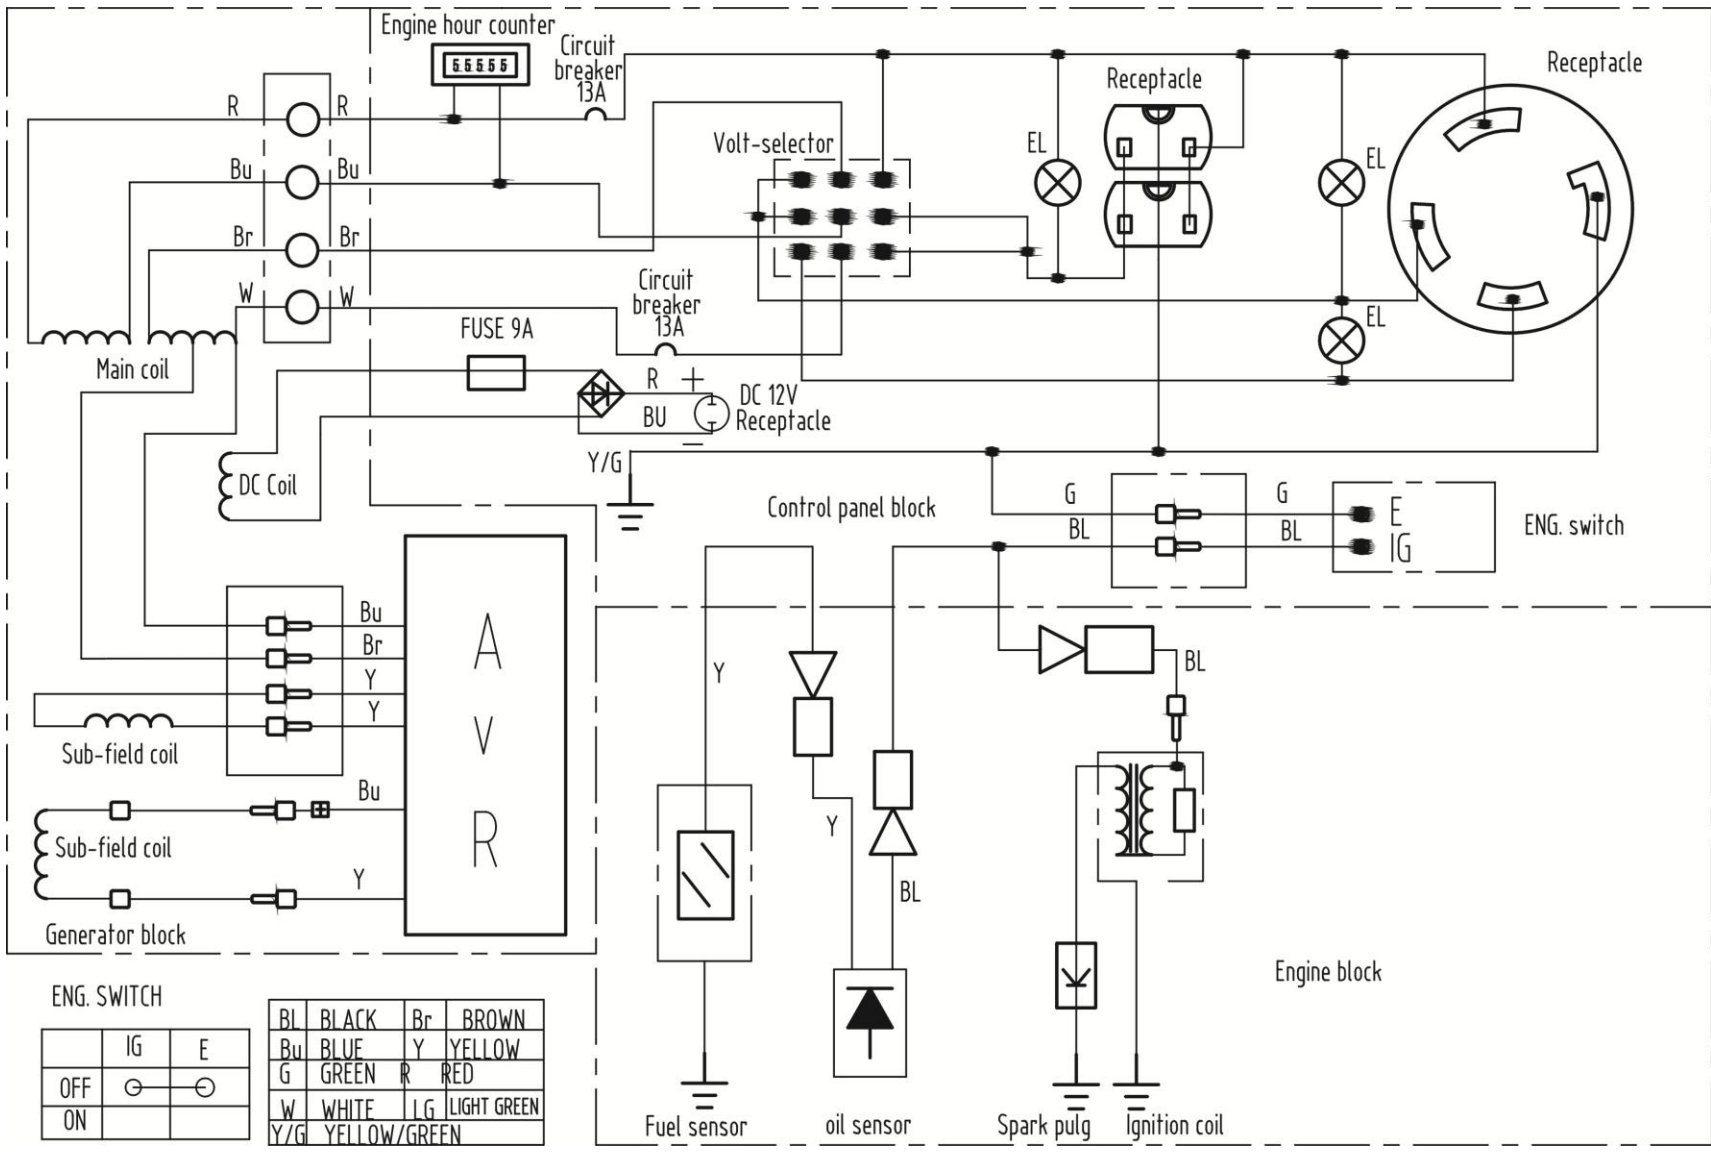 Engine hour counter
55555
Circuit
breaker
13A
Receptacle
Receptacle
R
R
Volt-selector
EL
EL
Bu
Bu
Br
Br
W
W
Circuit
breaker
13A
EL
FUSE 9A
Main coil
R
+
DC 12V
Receptacle
BU
−
Y/G
DC Coil
Control panel block
G
G
E
BL
BL
IG
ENG. switch
Bu
Br
Y
Y
A
V
R
Sub-field coil
Bu
Sub-field coil
Y
Generator block
Y
BL
Y
BL
Engine block
Fuel sensor
oil sensor
Spark pulg
Ignition coil
ENG. SWITCH
IG E
OFF
ON
BL BLACK Br BROWN
Bu BLUE Y YELLOW
G GREEN R RED
W WHITE LG LIGHT GREEN
Y/G YELLOW/GREEN